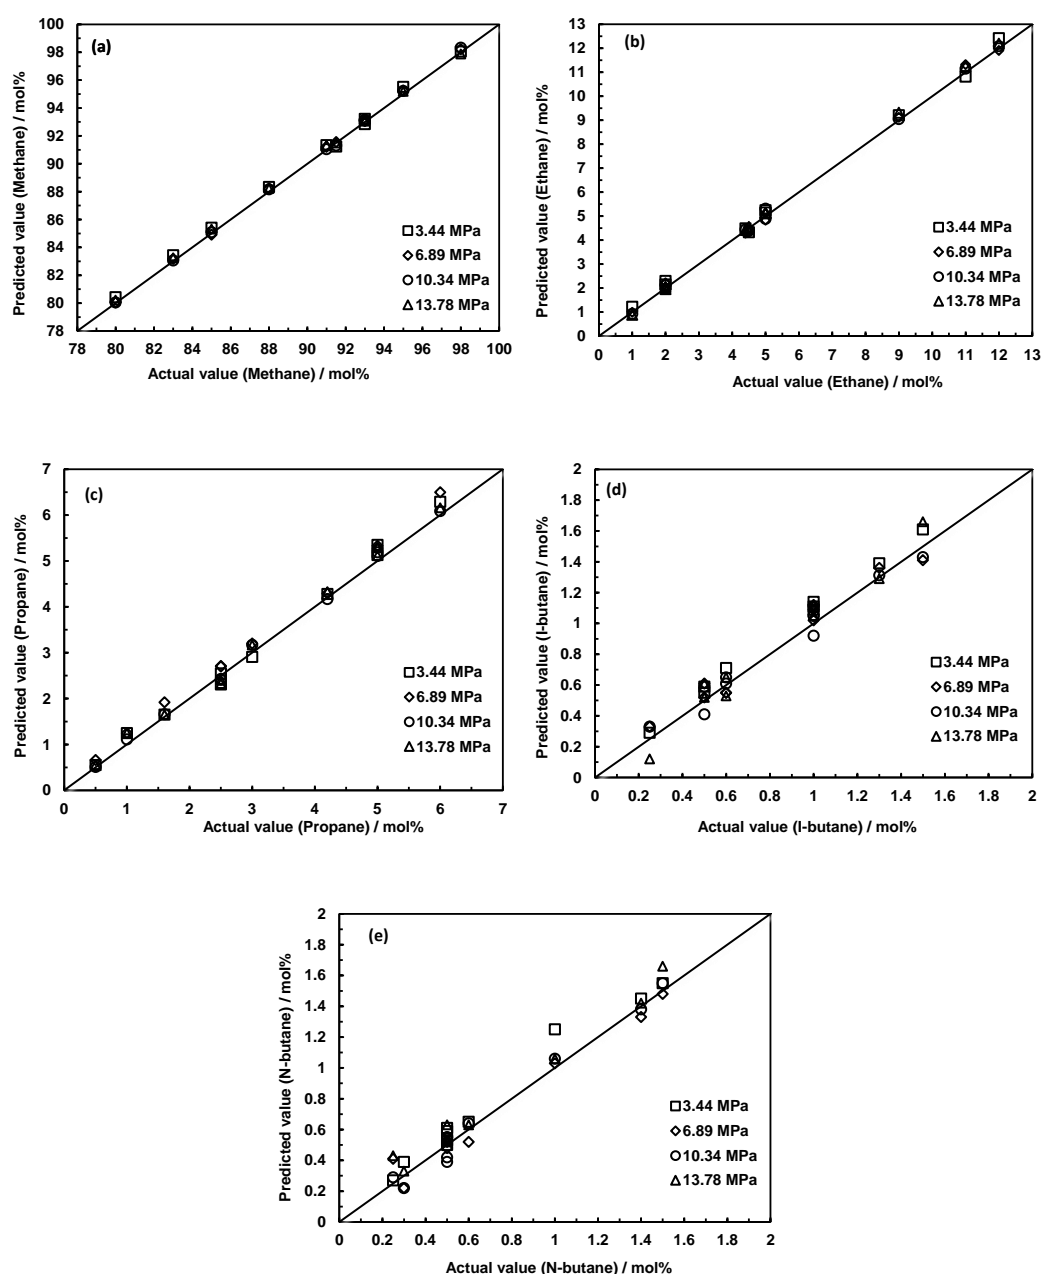 (a)
Predicted value (Methane) / mol%
100
98
96
94
92
90
88
86
84
82
80
78
3.44 MPa
6.89 MPa
10.34 MPa
13.78 MPa
78 80 82 84 86 88 90 92 94 96 98 100
Actual value (Methane) / mol%
(b)
Predicted value (Ethane) / mol%
13
12
11
10
9
8
7
6
5
4
3
2
1
0
3.44 MPa
6.89 MPa
10.34 MPa
13.78 MPa
0 1 2 3 4 5 6 7 8 9 10 11 12 13
Actual value (Ethane) / mol%
(c)
Predicted value (Propane) / mol%
7
6
5
4
3
2
1
0
3.44 MPa
6.89 MPa
10.34 MPa
13.78 MPa
0 1 2 3 4 5 6 7
Actual value (Propane) / mol%
(d)
Predicted value (I-butane) / mol%
2
1.8
1.6
1.4
1.2
1
0.8
0.6
0.4
0.2
0
3.44 MPa
6.89 MPa
10.34 MPa
13.78 MPa
0 0.2 0.4 0.6 0.8 1 1.2 1.4 1.6 1.8 2
Actual value (I-butane) / mol%
(e)
Predicted value (N-butane) / mol%
2
1.8
1.6
1.4
1.2
1
0.8
0.6
0.4
0.2
0
3.44 MPa
6.89 MPa
10.34 MPa
13.78 MPa
0 0.2 0.4 0.6 0.8 1 1.2 1.4 1.6 1.8 2
Actual value (N-butane) / mol%